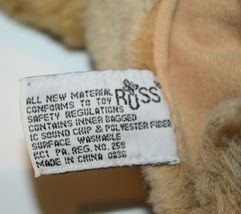 ALL NEW MATERIAL
RUSS
CONFORMS TO TOY
SAFETY REGULATIONS
CONTAINS INNER BAGGED
IC SOUND CHIP & POLYESTER FIBER
SURFACE WASHABLE
KCT PA.REG.NO.259
MADE IN CHINA